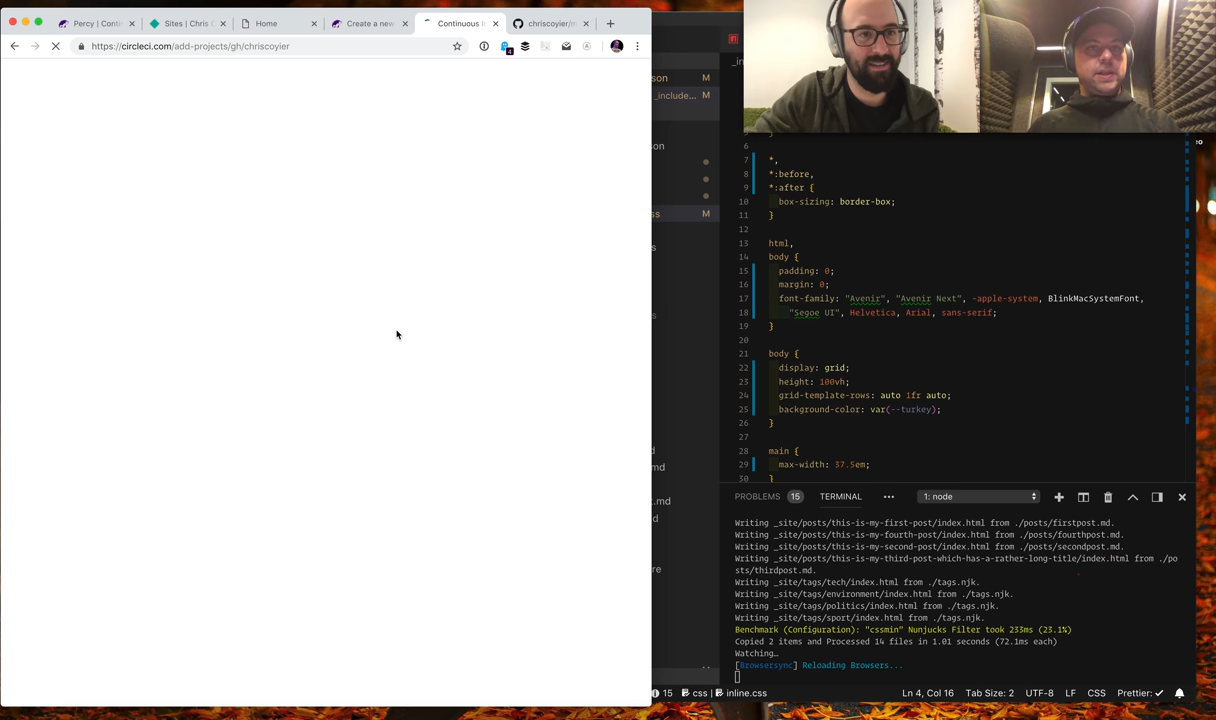 Percy | Conti
Sites | Chris C
Home
Create a new
Continuous In
chriscoyier/m
https://circleci.com/add-projects/gh/chriscoyier
4
son
M
_include...
M
son
ss
M
s
s
d
md
t.md
d
re
6
7 *,
8 *:before,
9 *:after {
10 box-sizing: border-box;
11 }
12
13 html,
14 body {
15 padding: 0;
16 margin: 0;
17 font-family: "Avenir", "Avenir Next", -apple-system, BlinkMacSystemFont,
18 "Segoe UI", Helvetica, Arial, sans-serif;
19 }
20
21 body {
22 display: grid;
23 height: 100vh;
24 grid-template-rows: auto 1fr auto;
25 background-color: var(--turkey);
26 }
27
28 main {
29 max-width: 37.5em;
30 }
PROBLEMS 15 TERMINAL ••• 1: node
Writing _site/posts/this-is-my-first-post/index.html from ./posts/firstpost.md.
Writing _site/posts/this-is-my-fourth-post/index.html from ./posts/fourthpost.md.
Writing _site/posts/this-is-my-second-post/index.html from ./posts/secondpost.md.
Writing _site/posts/this-is-my-third-post-which-has-a-rather-long-title/index.html from ./po
sts/thirdpost.md.
Writing _site/tags/tech/index.html from ./tags.njk.
Writing _site/tags/environment/index.html from ./tags.njk.
Writing _site/tags/politics/index.html from ./tags.njk.
Writing _site/tags/sport/index.html from ./tags.njk.
Benchmark (Configuration): "cssmin" Nunjucks Filter took 233ms (23.1%)
Copied 2 items and Processed 14 files in 1.01 seconds (72.1ms each)
Watching…
[Browsersync] Reloading Browsers...
15 css | inline.css Ln 4, Col 16 Tab Size: 2 UTF-8 LF CSS Prettier: ✓